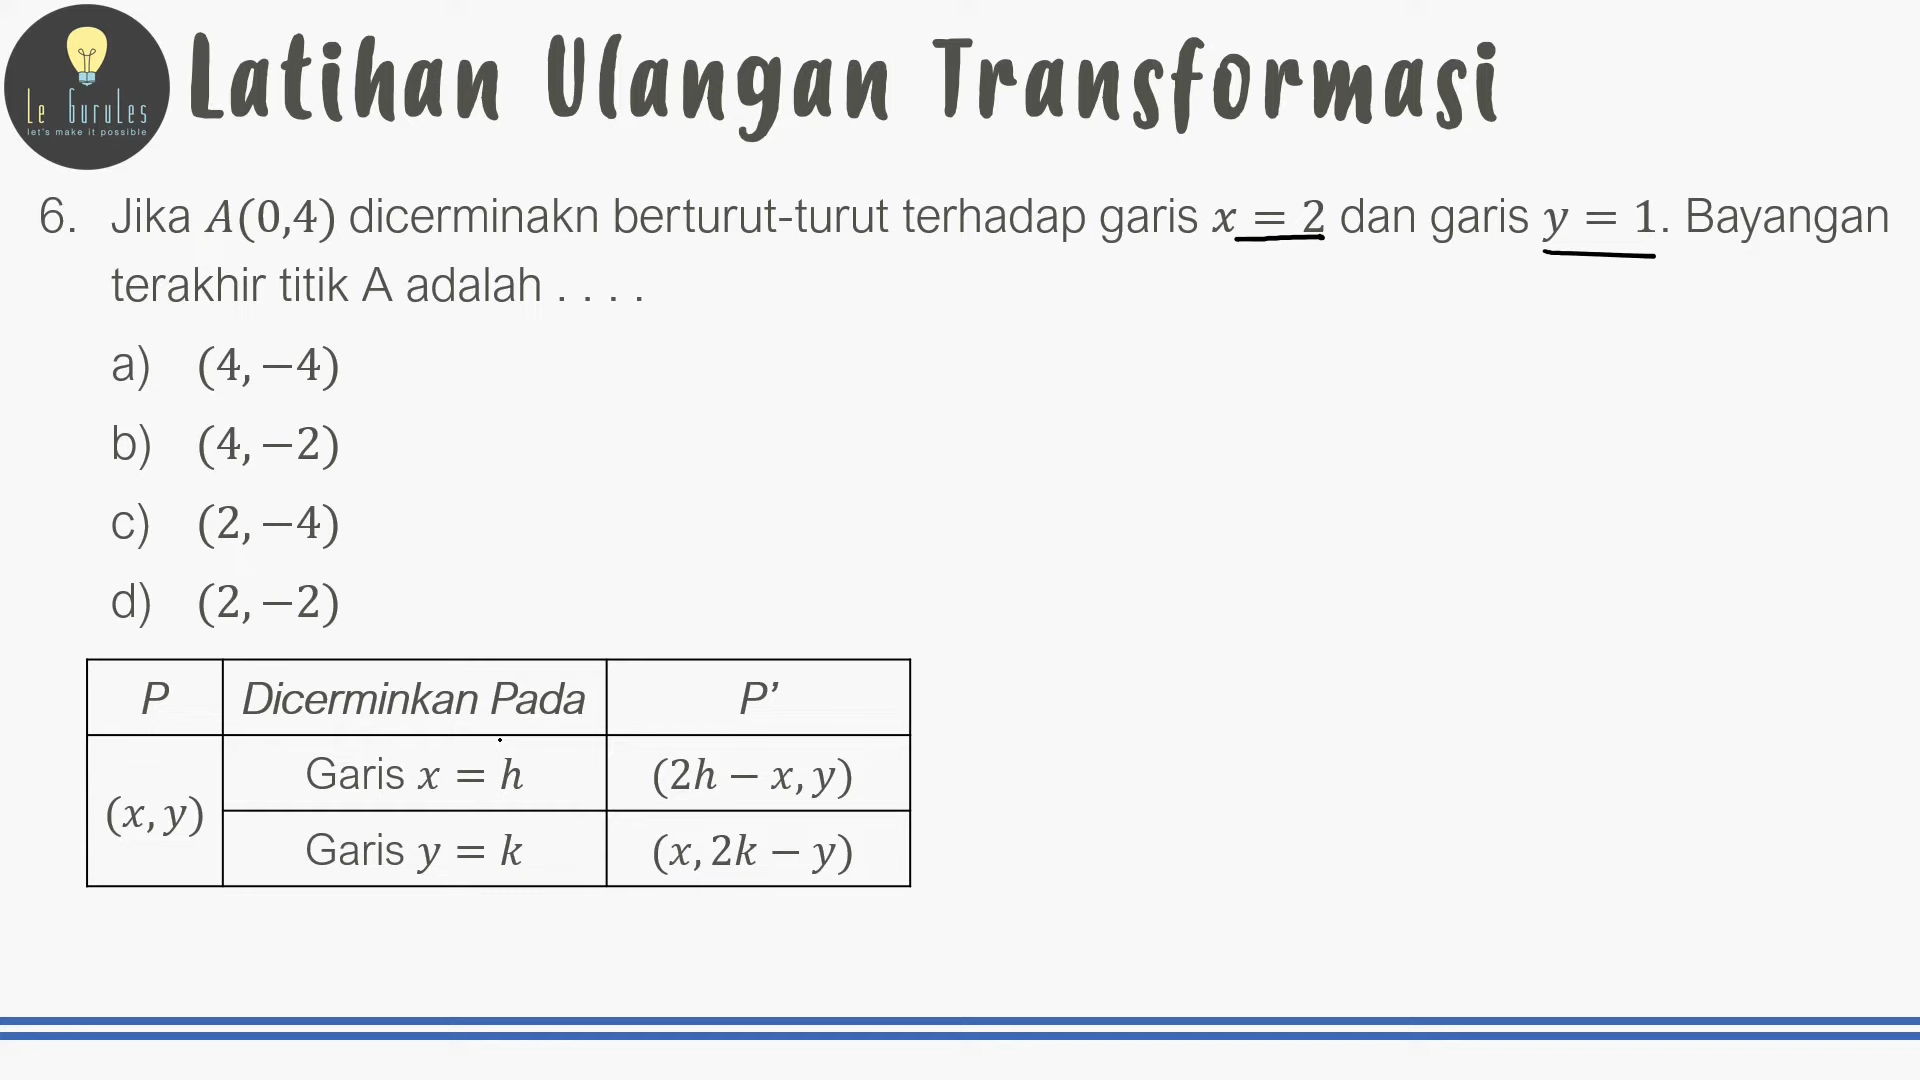 Le GuruLes
let's make it possible
Latihan Ulangan Transformasi
6. Jika A(0,4) dicerminakn berturut-turut terhadap garis x = 2 dan garis y = 1. Bayangan
terakhir titik A adalah . . . .
a) (4, −4)
b) (4, −2)
c) (2, −4)
d) (2, −2)
P Dicerminkan Pada P’
(x, y)
Garis x = h (2h − x, y)
Garis y = k (x, 2k − y)